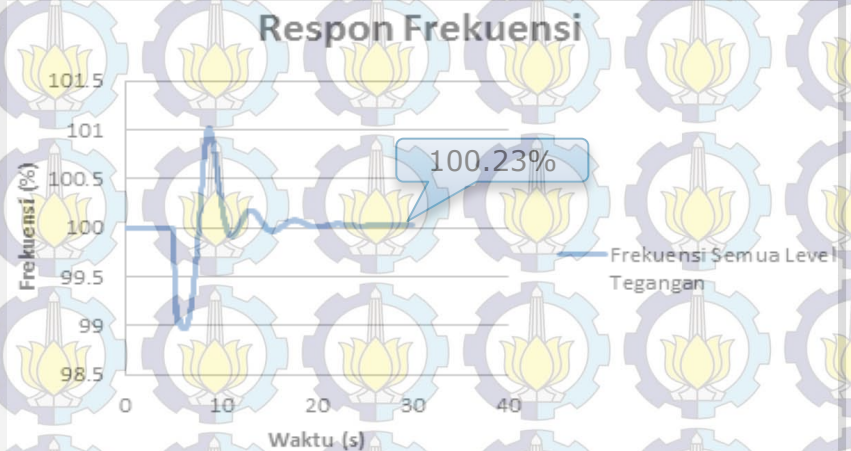 Respon Frekuensi
101.5
101
100.5
100
99.5
99
98.5
Frekuensi (%)
100.23%
0 10 20 30 40
Waktu (s)
Frekuensi Semua Level
Tegangan